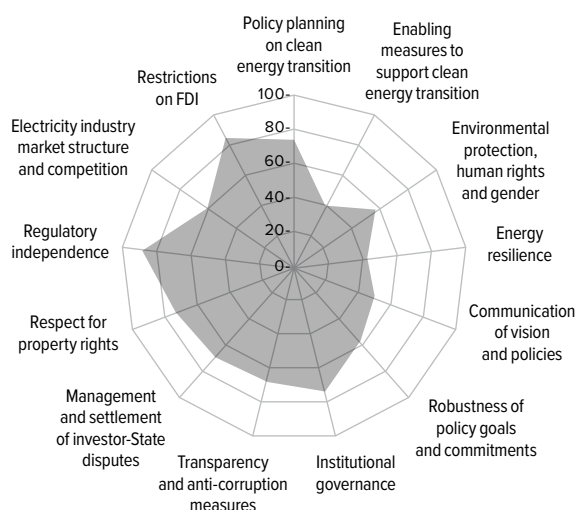 Policy planning
on clean
energy transition
Enabling
measures to
support clean
energy transition
Environmental
protection,
human rights
and gender
Energy
resilience
Communication
of vision
and policies
Robustness of
policy goals
and commitments
Institutional
governance
Transparency
and anti-corruption
measures
Management
and settlement
of investor-State
disputes
Respect for
property rights
Regulatory
independence
Electricity industry
market structure
and competition
Restrictions
on FDI
100
80
60
40
20
0